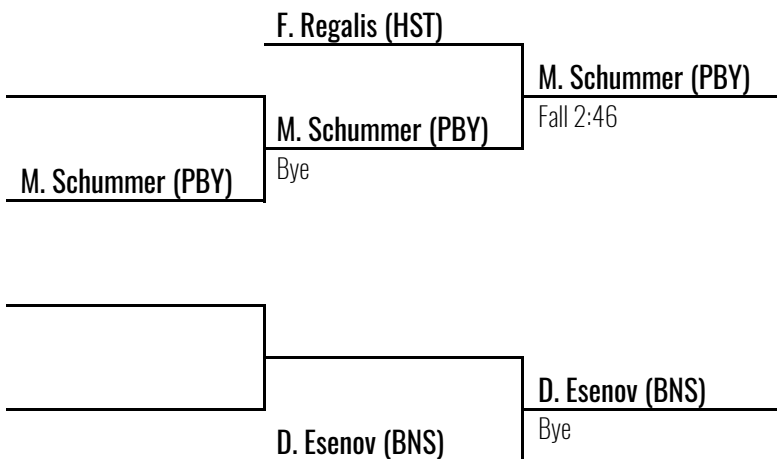 F. Regalis (HST)
M. Schummer (PBY)
Fall 2:46
M. Schummer (PBY)
Bye
M. Schummer (PBY)
D. Esenov (BNS)
Bye
D. Esenov (BNS)